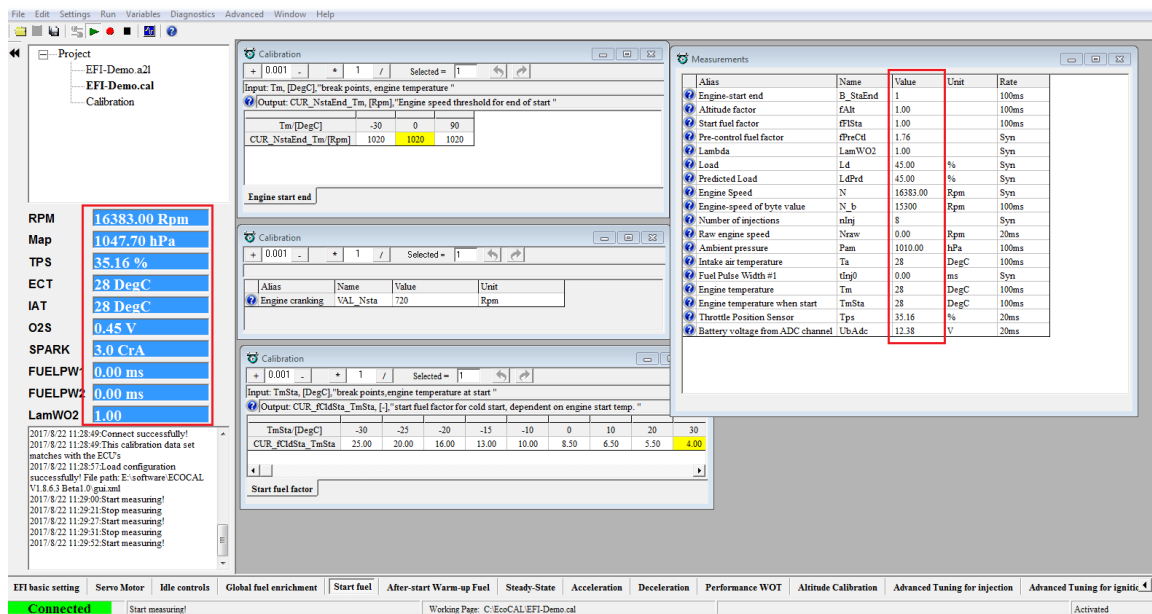 File Edit Settings Run Variables Diagnostics Advanced Window Help
Project
EFI-Demo.a2l
EFI-Demo.cal
Calibration
RPM 16383.00 Rpm
Map 1047.70 hPa
TPS 35.16 %
ECT 28 DegC
IAT 28 DegC
O2S 0.45 V
SPARK 3.0 CrA
FUELPW1 0.00 ms
FUELPW2 0.00 ms
LamWO2 1.00
2017/8/22 11:28:49:Connect successfully!
2017/8/22 11:28:49:This calibration data set
matches with the ECU's
2017/8/22 11:28:57:Load configuration
successfully! File path: E:\software\ECOCAL
V1.8.6.3 Beta1.0\gui.xml
2017/8/22 11:29:00:Start measuring!
2017/8/22 11:29:21:Stop measuring
2017/8/22 11:29:27:Start measuring!
2017/8/22 11:29:31:Stop measuring
2017/8/22 11:29:52:Start measuring!
Calibration
+ 0.001 - * 1 / Selected = 1
Input: Tm, [DegC],"break points, engine temperature "
Output: CUR_NstaEnd_Tm, [Rpm],"Engine speed threshold for end of start "
Tm/[DegC] -30 0 90
CUR_NstaEnd_Tm/[Rpm] 1020 1020 1020
Engine start end
Calibration
+ 0.001 - * 1 / Selected = 1
Alias Name Value Unit
Engine cranking VAL_Nsta 720 Rpm
Calibration
+ 0.001 - * 1 / Selected = 1
Input: TmSta, [DegC],"break points,engine temperature at start "
Output: CUR_fCldSta_TmSta, [-],"start fuel factor for cold start, dependent on engine start temp. "
TmSta/[DegC] -30 -25 -20 -15 -10 0 10 20 30
CUR_fCldSta_TmSta 25.00 20.00 16.00 13.00 10.00 8.50 6.50 5.50 4.00
Start fuel factor
Measurements
Alias Name Value Unit Rate
Engine-start end B_StaEnd 1 100ms
Altitude factor fAlt 1.00 100ms
Start fuel factor fFlSta 1.00 100ms
Pre-control fuel factor fPreCtl 1.76 Syn
Lambda LamWO2 1.00 Syn
Load Ld 45.00 % Syn
Predicted Load LdPrd 45.00 % Syn
Engine Speed N 16383.00 Rpm Syn
Engine-speed of byte value N_b 15300 Rpm 100ms
Number of injections nInj 8 Syn
Raw engine speed Nraw 0.00 Rpm 20ms
Ambient pressure Pam 1010.00 hPa 100ms
Intake air temperature Ta 28 DegC 100ms
Fuel Pulse Width #1 tInj0 0.00 ms Syn
Engine temperature Tm 28 DegC 100ms
Engine temperature when start TmSta 28 DegC 100ms
Throttle Position Sensor Tps 35.16 % 20ms
Battery voltage from ADC channel UbAdc 12.38 V 20ms
EFI basic setting Servo Motor Idle controls Global fuel enrichment Start fuel After-start Warm-up Fuel Steady-State Acceleration Deceleration Performance WOT Altitude Calibration Advanced Tuning for injection Advanced Tuning for ignitic
Connected Start measuring! Working Page: C:\EcoCAL\EFI-Demo.cal Activated